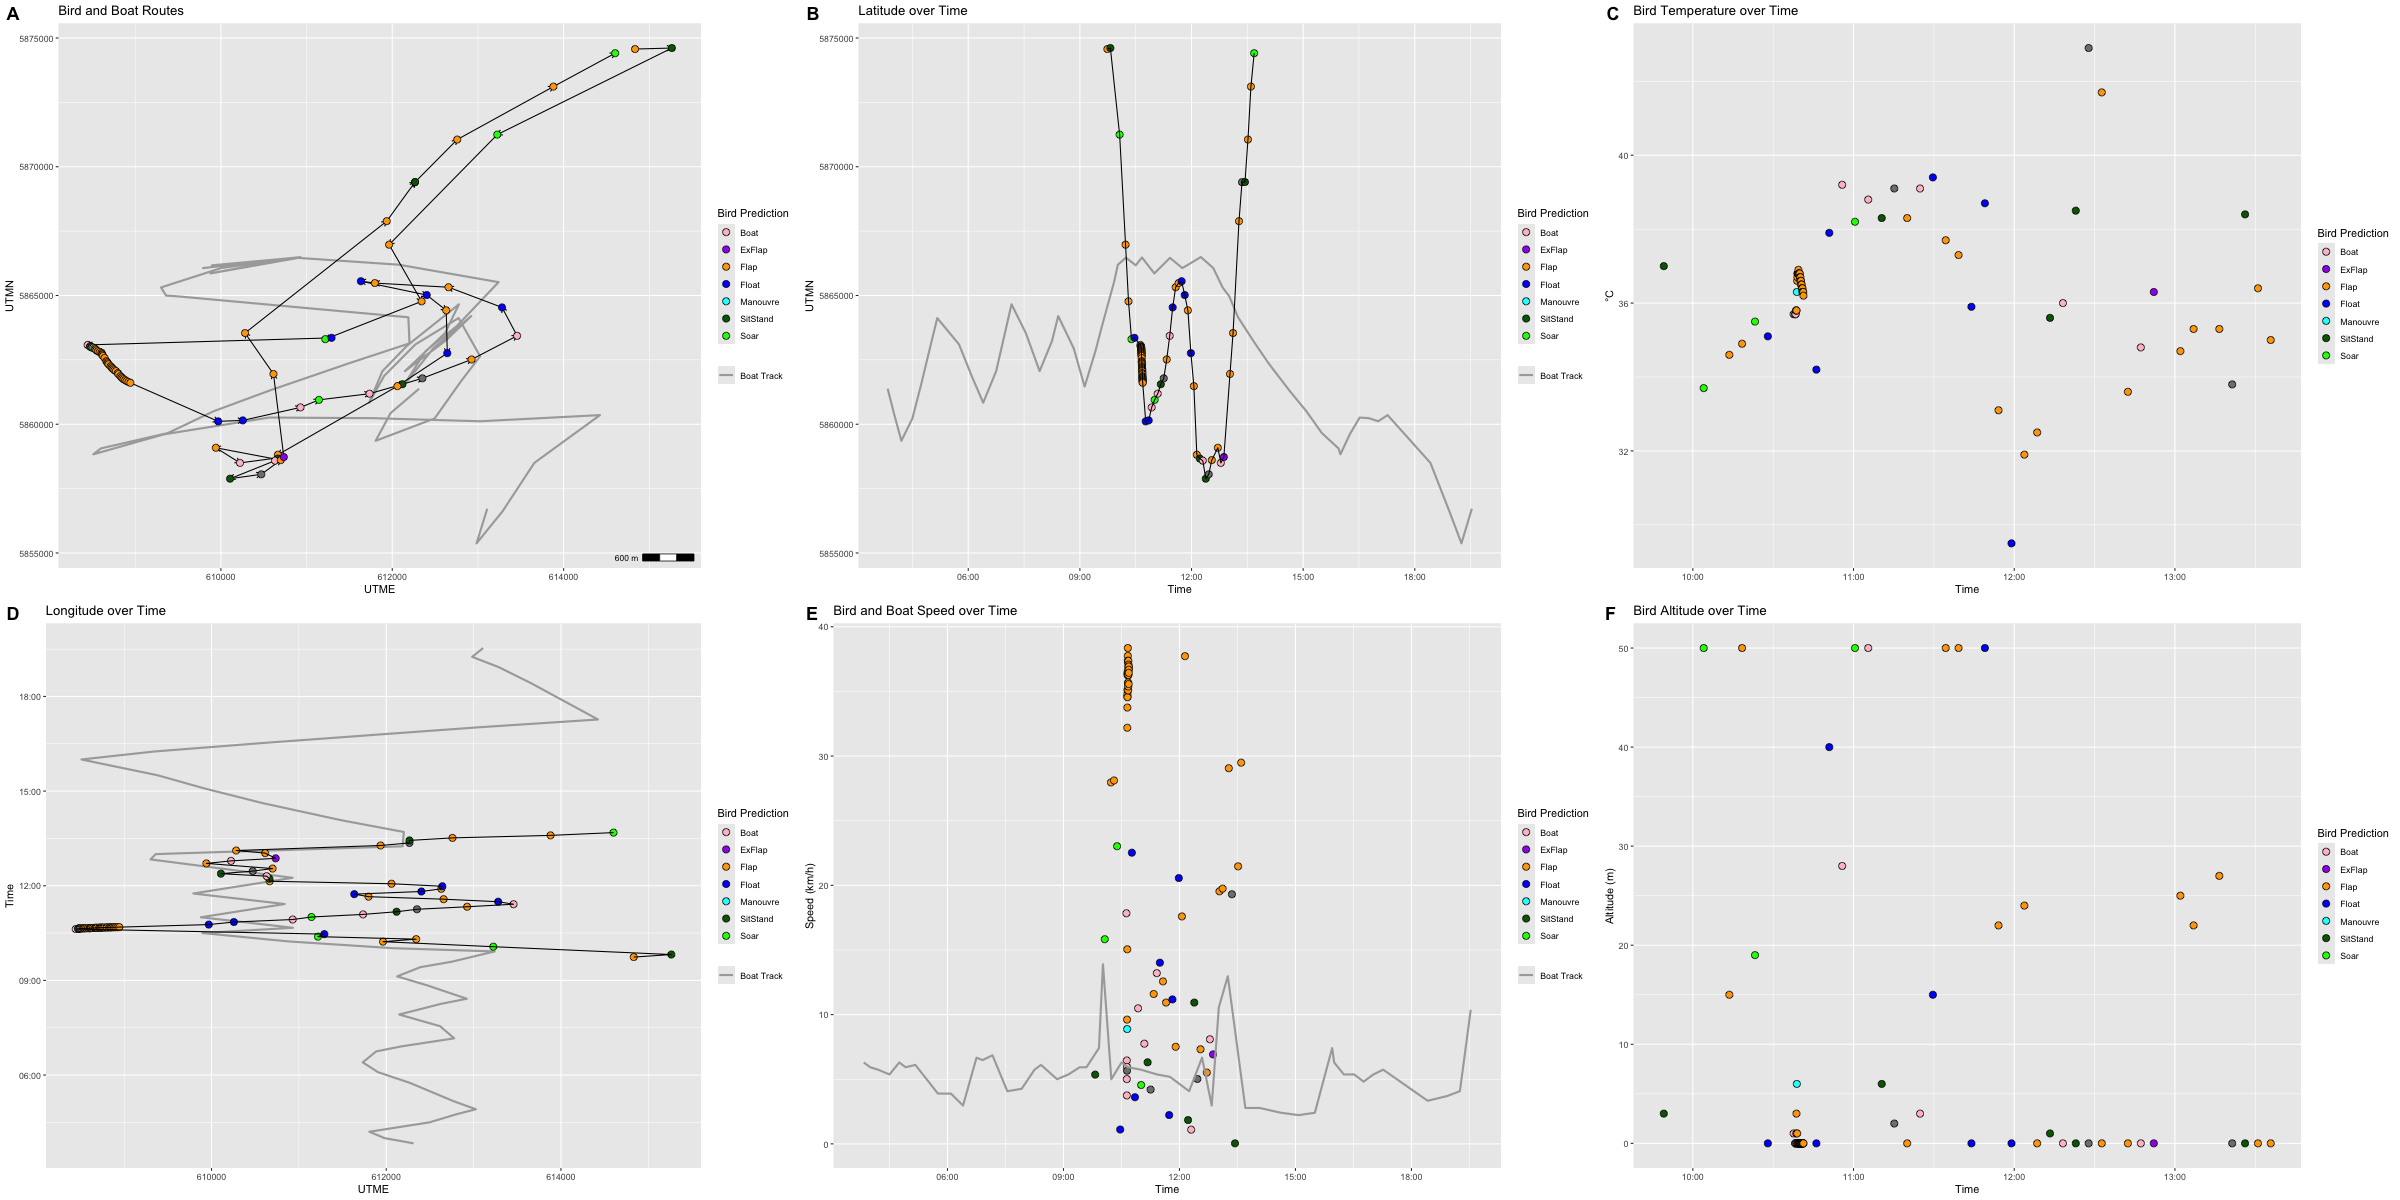 A
Bird and Boat Routes
5875000
5870000
5865000
5860000
5855000
UTMN
610000
612000
614000
UTME
600 m
Bird Prediction
Boat
ExFlap
Flap
Float
Manouvre
SitStand
Soar
Boat Track
B
Latitude over Time
5875000
5870000
5865000
5860000
5855000
UTMN
06:00
09:00
12:00
15:00
18:00
Time
Bird Prediction
Boat
ExFlap
Flap
Float
Manouvre
SitStand
Soar
Boat Track
C
Bird Temperature over Time
40
36
32
°C
10:00
11:00
12:00
13:00
Time
Bird Prediction
Boat
ExFlap
Flap
Float
Manouvre
SitStand
Soar
D
Longitude over Time
18:00
15:00
12:00
09:00
06:00
Time
610000
612000
614000
UTME
Bird Prediction
Boat
ExFlap
Flap
Float
Manouvre
SitStand
Soar
Boat Track
E
Bird and Boat Speed over Time
40
30
20
10
0
Speed (km/h)
06:00
09:00
12:00
15:00
18:00
Time
Bird Prediction
Boat
ExFlap
Flap
Float
Manouvre
SitStand
Soar
Boat Track
F
Bird Altitude over Time
50
40
30
20
10
0
Altitude (m)
10:00
11:00
12:00
13:00
Time
Bird Prediction
Boat
ExFlap
Flap
Float
Manouvre
SitStand
Soar